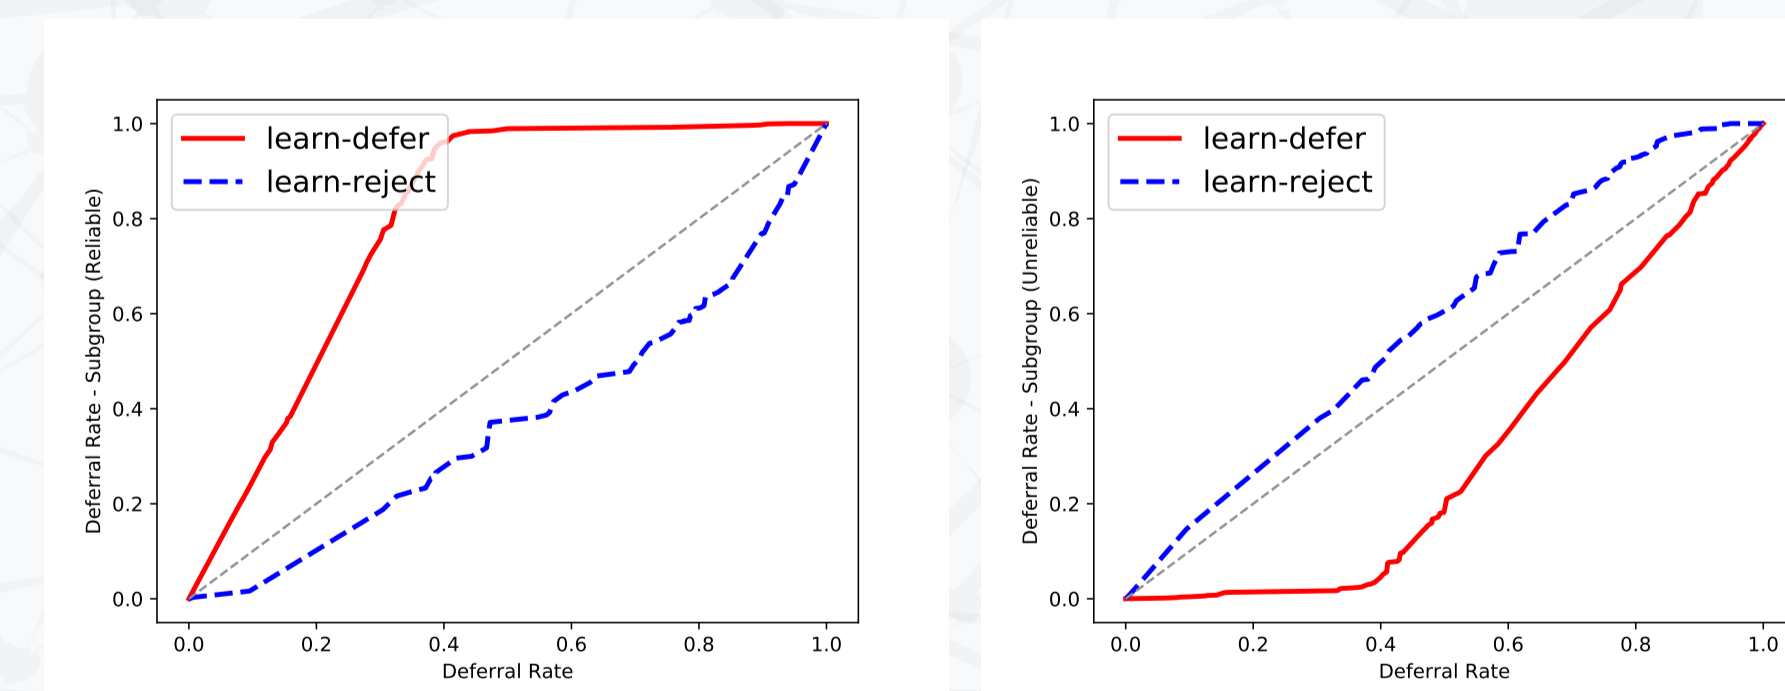 learn-defer
learn-reject
Deferral Rate - Subgroup (Reliable)
1.0
0.8
0.6
0.4
0.2
0.0
0.0 0.2 0.4 0.6 0.8 1.0
Deferral Rate
learn-defer
learn-reject
Deferral Rate - Subgroup (Unreliable)
1.0
0.8
0.6
0.4
0.2
0.0
0.0 0.2 0.4 0.6 0.8 1.0
Deferral Rate